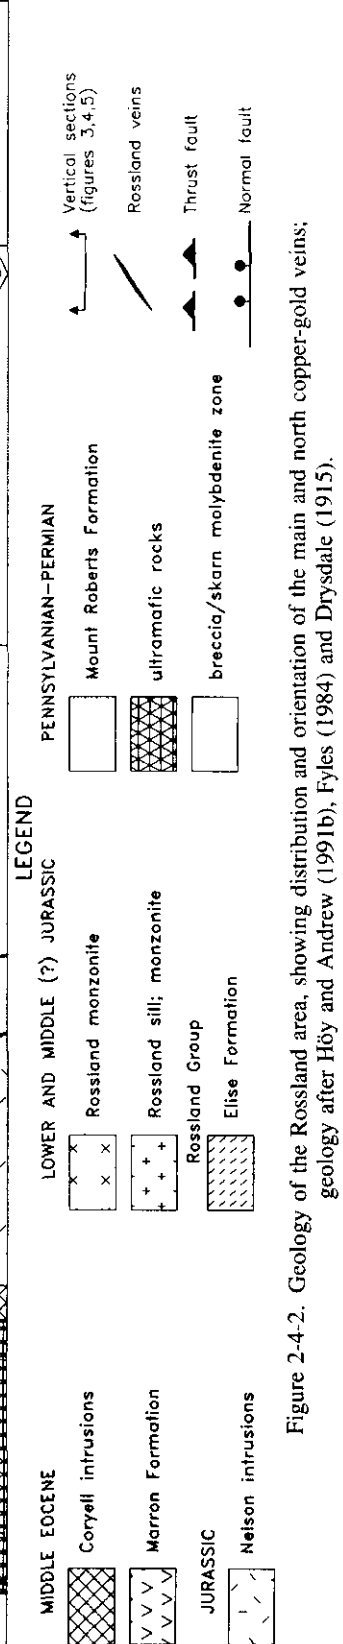 LEGEND
MIDDLE EOCENE
Coryell intrusions
Marron Formation
JURASSIC
Nelson intrusions
LOWER AND MIDDLE (?) JURASSIC
Rossland monzonite
Rossland sill; monzonite
Rossland Group
Elise Formation
PENNSYLVANIAN-PERMIAN
Mount Roberts Formation
ultramafic rocks
breccia/skarn molybdenite zone
Vertical sections
(figures 3,4,5)
Rossland veins
Thrust fault
Normal fault
Figure 2-4-2. Geology of the Rossland area, showing distribution and orientation of the main and north copper-gold veins;
geology after Höy and Andrew (1991b), Fyles (1984) and Drysdale (1915).